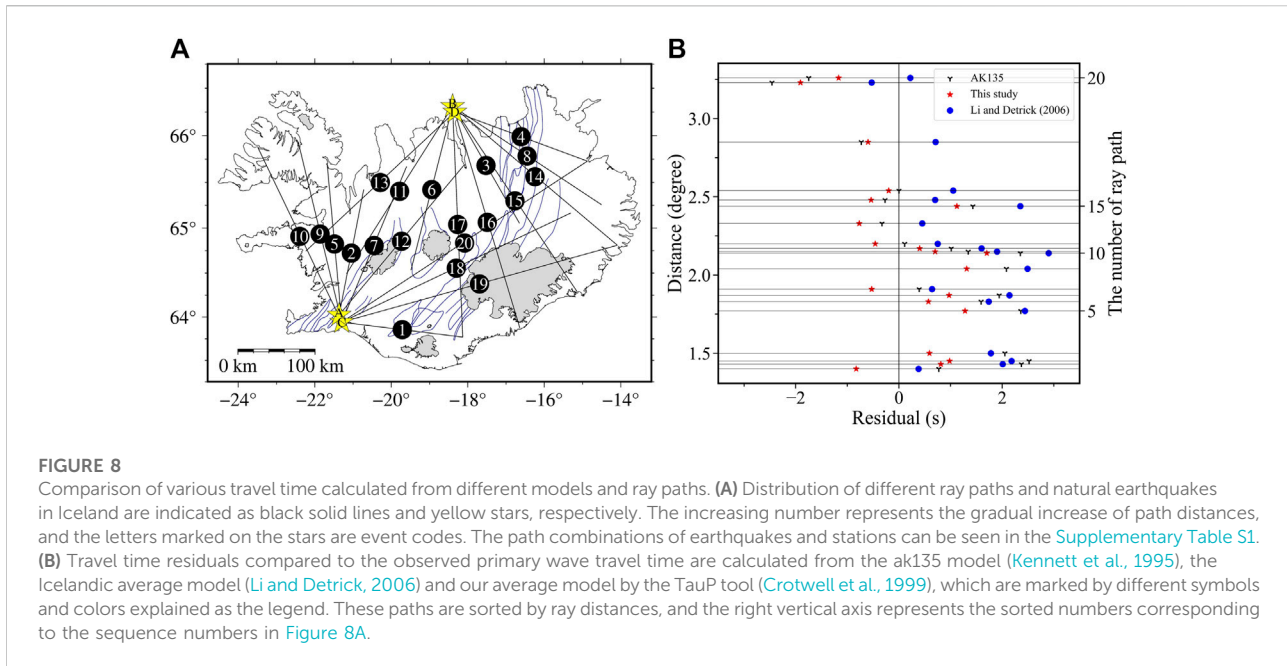 A
B
B
D
66°
65°
64°
4
8
3
14
13
11
6
15
10
9
5
2
7
12
17
16
20
18
19
A
C
1
0 km
100 km
−24°
−22°
−20°
−18°
−16°
−14°
AK135
This study
Li and Detrick (2006)
3.0
2.5
2.0
1.5
Distance (degree)
20
15
10
5
The number of ray path
−2
0
2
Residual (s)
FIGURE 8
Comparison of various travel time calculated from different models and ray paths. (A) Distribution of different ray paths and natural earthquakes
in Iceland are indicated as black solid lines and yellow stars, respectively. The increasing number represents the gradual increase of path distances,
and the letters marked on the stars are event codes. The path combinations of earthquakes and stations can be seen in the Supplementary Table S1.
(B) Travel time residuals compared to the observed primary wave travel time are calculated from the ak135 model (Kennett et al., 1995), the
Icelandic average model (Li and Detrick, 2006) and our average model by the TauP tool (Crotwell et al., 1999), which are marked by different symbols
and colors explained as the legend. These paths are sorted by ray distances, and the right vertical axis represents the sorted numbers corresponding
to the sequence numbers in Figure 8A.